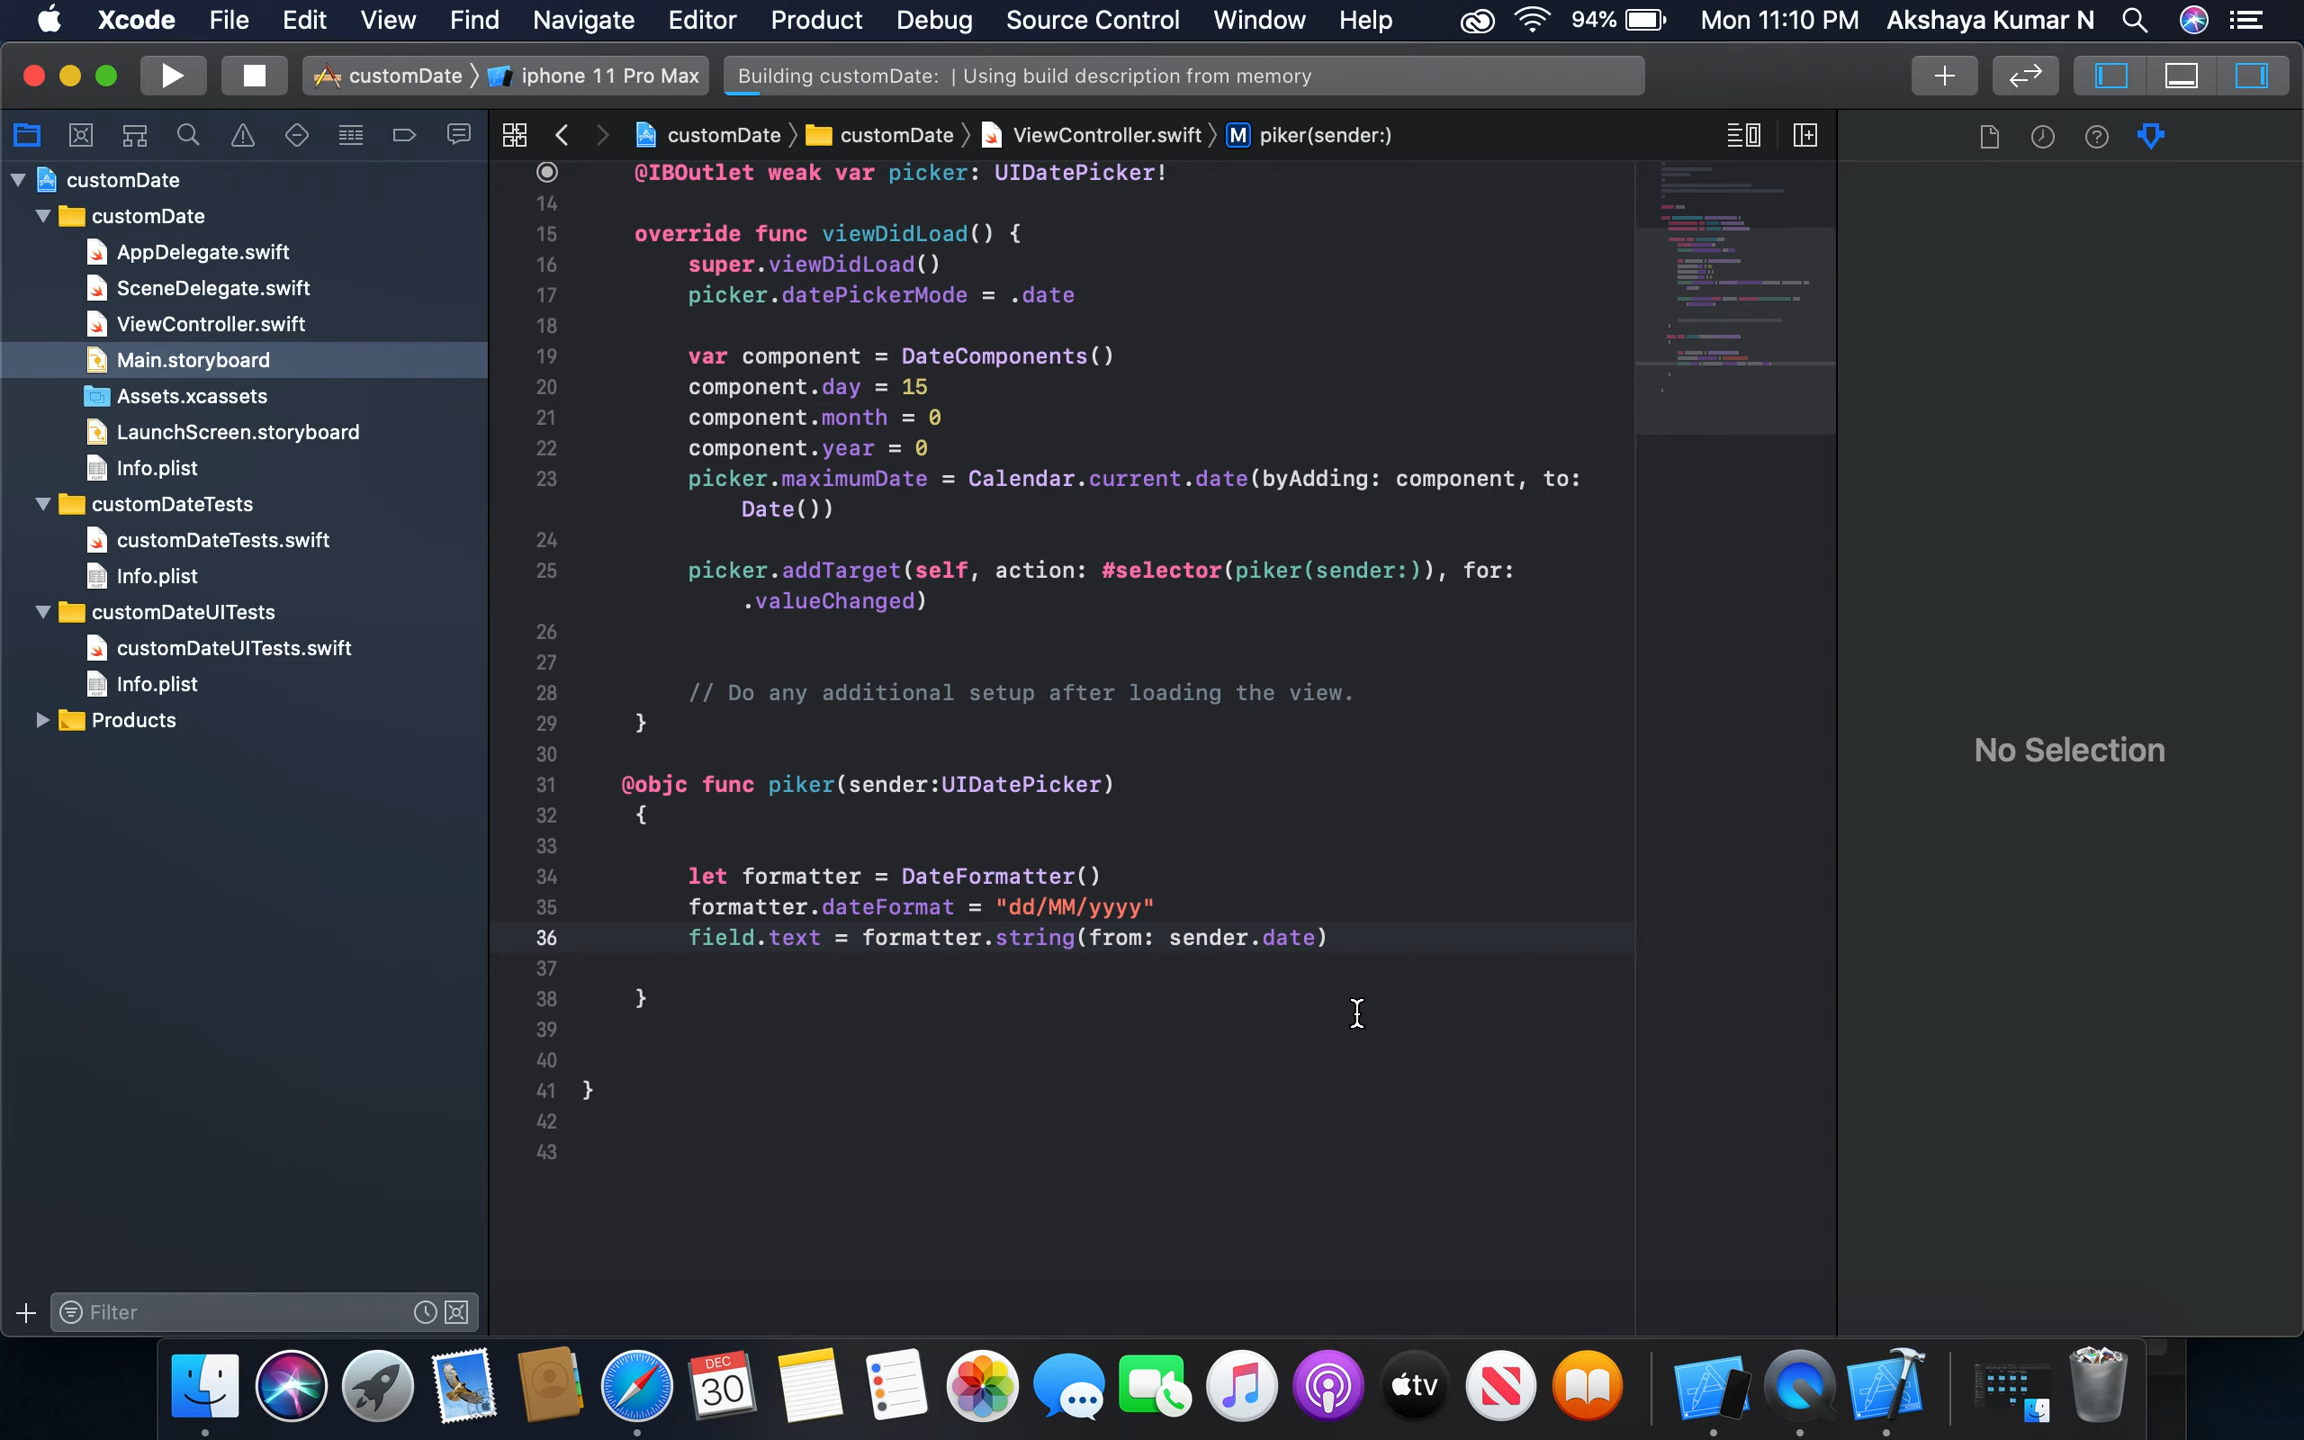 Xcode File Edit View Find Navigate Editor Product Debug Source Control Window Help 94% Mon 11:10 PM Akshaya Kumar N
customDate iphone 11 Pro Max Building customDate: | Using build description from memory
customDate customDate ViewController.swift M piker(sender:)
customDate
customDate
AppDelegate.swift
SceneDelegate.swift
ViewController.swift
Main.storyboard
Assets.xcassets
LaunchScreen.storyboard
Info.plist
customDateTests
customDateTests.swift
Info.plist
customDateUITests
customDateUITests.swift
Info.plist
Products
Filter
@IBOutlet weak var picker: UIDatePicker!
14
15 override func viewDidLoad() {
16 super.viewDidLoad()
17 picker.datePickerMode = .date
18
19 var component = DateComponents()
20 component.day = 15
21 component.month = 0
22 component.year = 0
23 picker.maximumDate = Calendar.current.date(byAdding: component, to:
Date())
24
25 picker.addTarget(self, action: #selector(piker(sender:)), for:
.valueChanged)
26
27
28 // Do any additional setup after loading the view.
29 }
30
31 @objc func piker(sender:UIDatePicker)
32 {
33
34 let formatter = DateFormatter()
35 formatter.dateFormat = "dd/MM/yyyy"
36 field.text = formatter.string(from: sender.date)
37
38 }
39
40
41 }
42
43
No Selection
DEC
30
tv